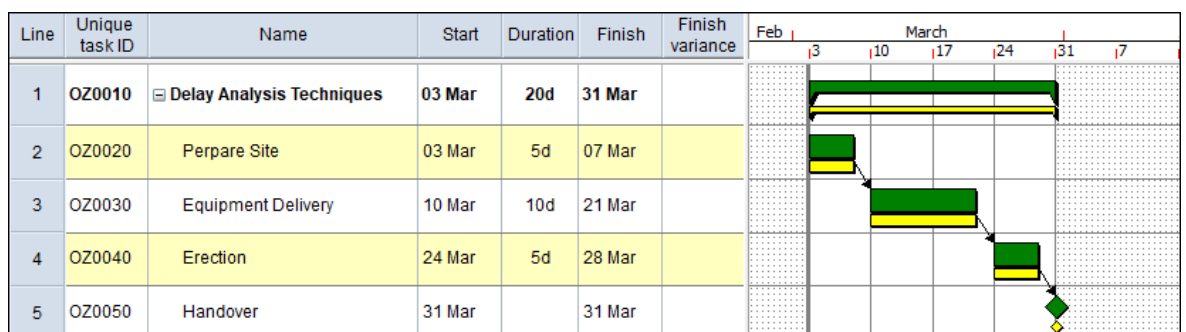 Line Unique task ID Name Start Duration Finish Finish variance Feb March
3 10 17 24 31 7
1 OZ0010 Delay Analysis Techniques 03 Mar 20d 31 Mar
2 OZ0020 Perpare Site 03 Mar 5d 07 Mar
3 OZ0030 Equipment Delivery 10 Mar 10d 21 Mar
4 OZ0040 Erection 24 Mar 5d 28 Mar
5 OZ0050 Handover 31 Mar 31 Mar